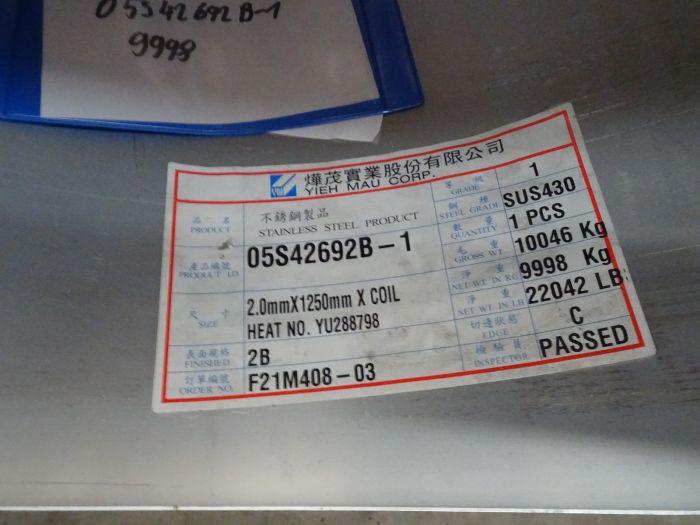 05S42692B-1
9998
燁茂實業股份有限公司
YIEH MAU CORP.
品名 不銹鋼製品
PRODUCT STAINLESS STEEL PRODUCT
產品編號 05S42692B-1
PRODUCT I.D.
尺寸 2.0mmX1250mm X COIL
SIZE HEAT NO. YU288798
表面規格 2B
FINISHED
訂單編號 F21M408-03
ORDER NO.
等級 1
GRADE
鋼種 SUS430
STEEL GRADE
數量 1 PCS
QUANTITY
毛重 10046 Kg
GROSS WT.
淨重 9998 Kg
NET WT. IN KG
淨重 22042 LB
NET WT. IN LB
切邊狀態 C
EDGE
檢驗員 PASSED
INSPECTOR